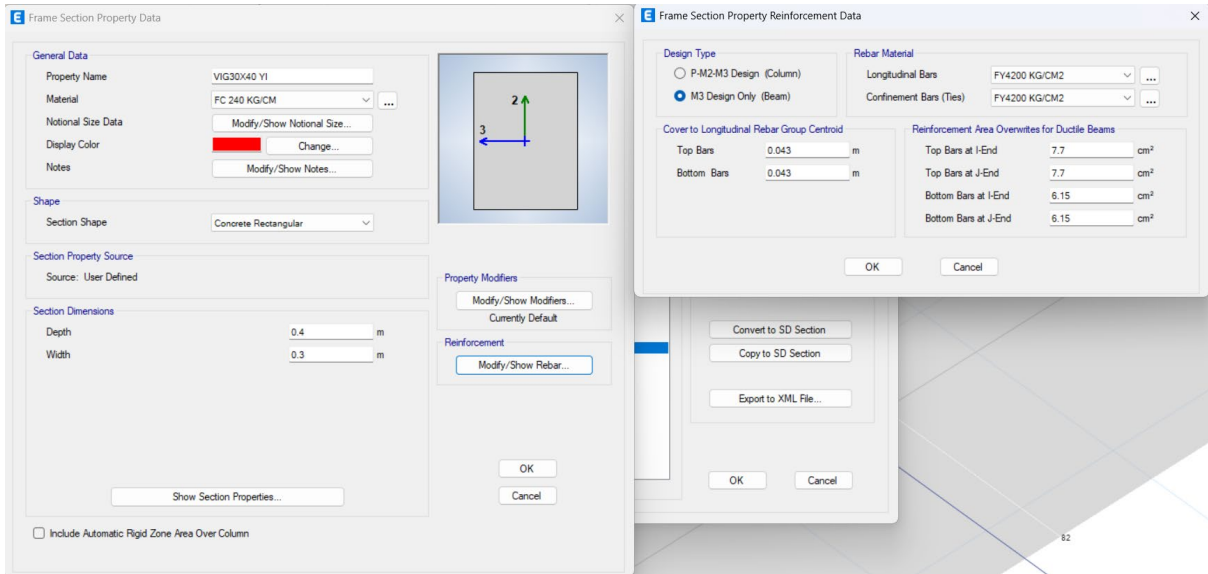 E Frame Section Property Data
General Data
Property Name VIG30X40 YI
Material FC 240 KG/CM ...
Notional Size Data Modify/Show Notional Size...
Display Color Change...
Notes Modify/Show Notes...
2
3
Shape
Section Shape Concrete Rectangular
Section Property Source
Source: User Defined
Section Dimensions
Depth 0.4 m
Width 0.3 m
Show Section Properties...
Include Automatic Rigid Zone Area Over Column
Property Modifiers
Modify/Show Modifiers...
Currently Default
Reinforcement
Modify/Show Rebar...
OK
Cancel
E Frame Section Property Reinforcement Data
Design Type
P-M2-M3 Design (Column)
M3 Design Only (Beam)
Rebar Material
Longitudinal Bars FY4200 KG/CM2 ...
Confinement Bars (Ties) FY4200 KG/CM2 ...
Cover to Longitudinal Rebar Group Centroid
Top Bars 0.043 m
Bottom Bars 0.043 m
Reinforcement Area Overwrites for Ductile Beams
Top Bars at I-End 7.7 cm²
Top Bars at J-End 7.7 cm²
Bottom Bars at I-End 6.15 cm²
Bottom Bars at J-End 6.15 cm²
OK Cancel
Convert to SD Section
Copy to SD Section
Export to XML File...
OK Cancel
82